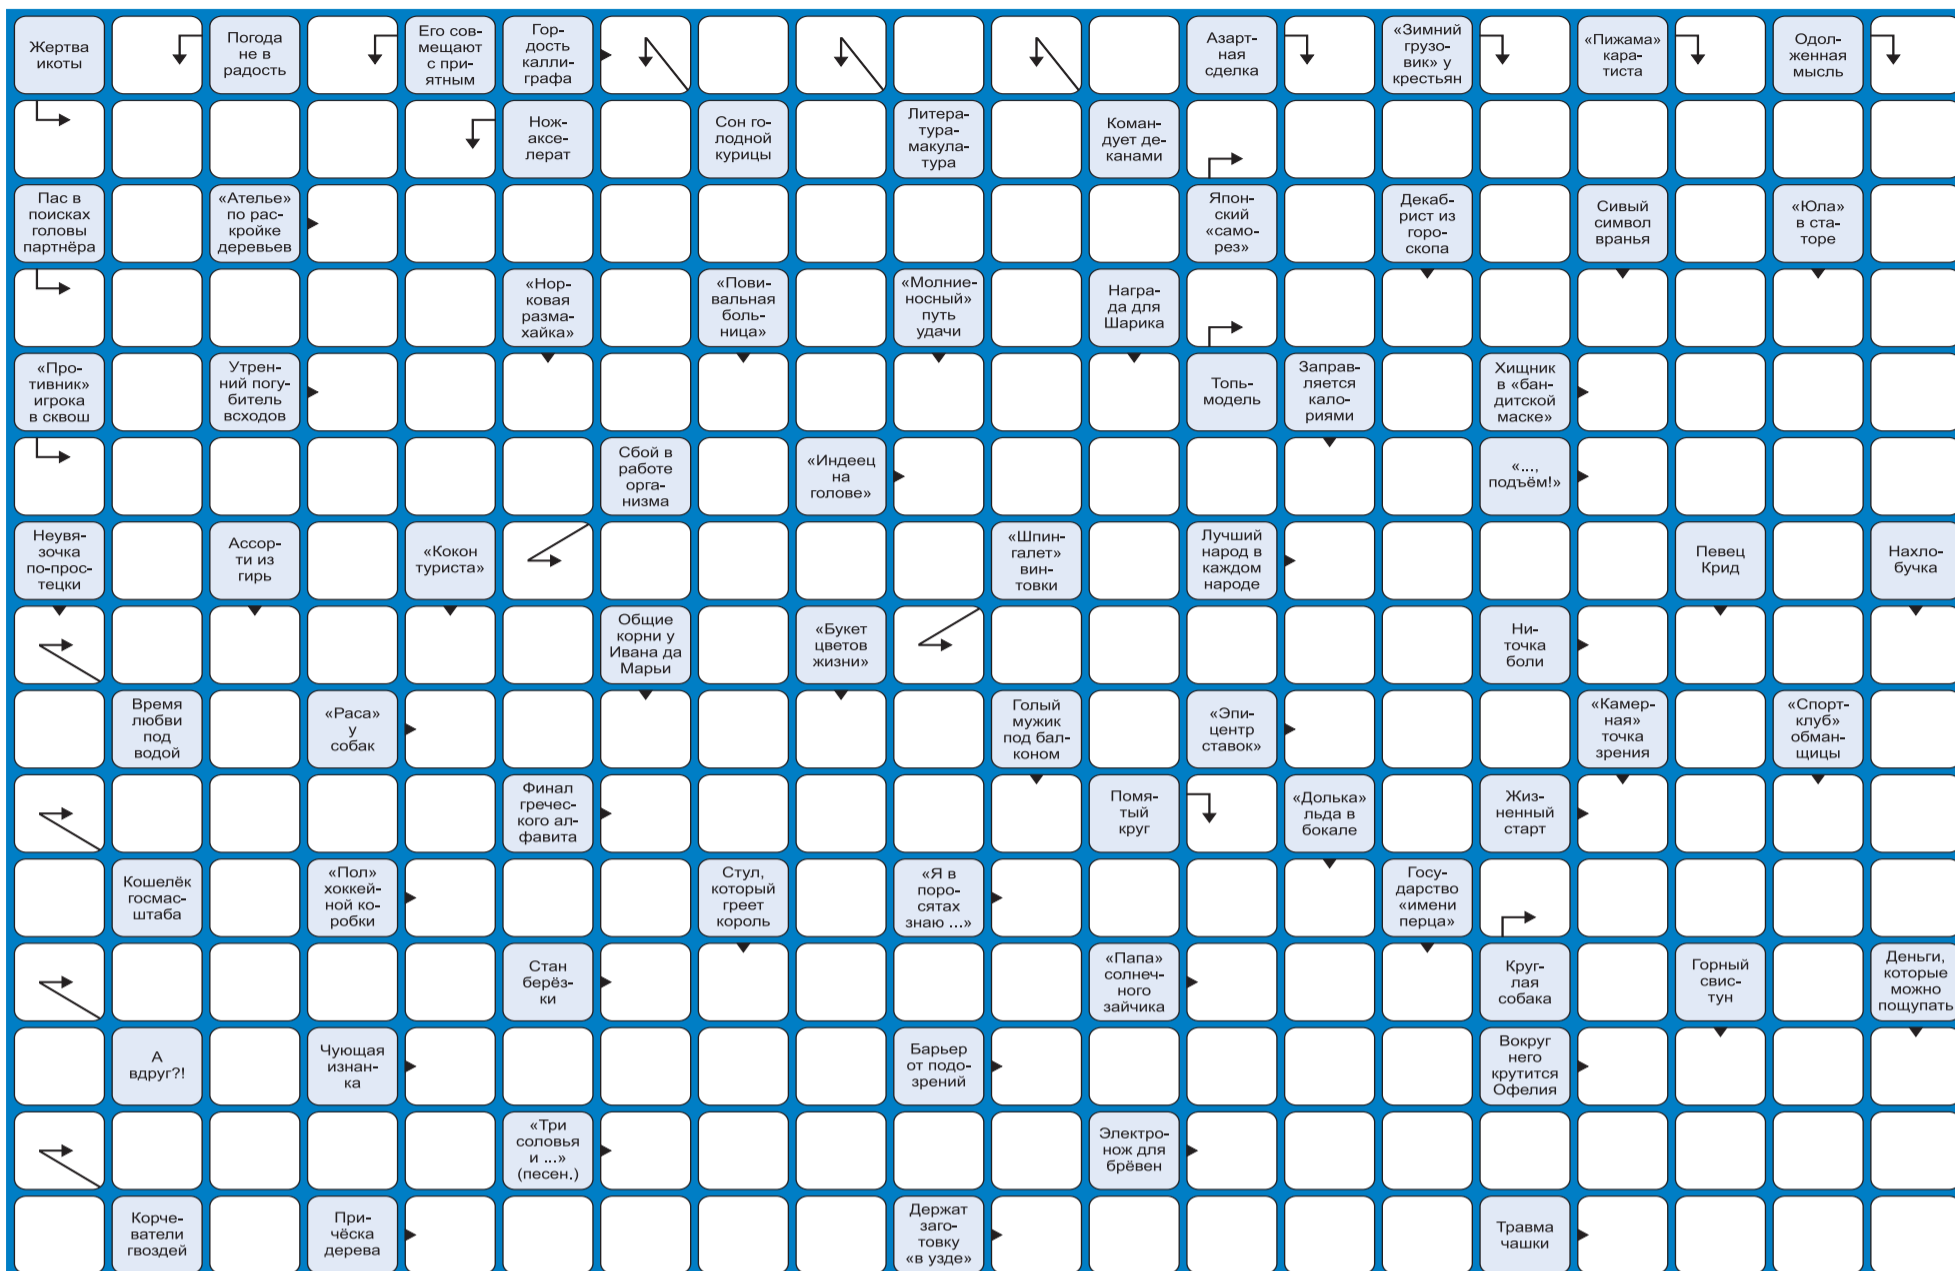 Жертва
икоты
Погода
не в
радость
Его сов-
мещают
с при-
ятным
Гор-
дость
калли-
графа
Азарт-
ная
сделка
«Зимний
грузо-
вик» у
крестьян
«Пижама»
кара-
тиста
Одол-
женная
мысль
Нож-
аксе-
лерат
Сон го-
лодной
курицы
Литера-
тура-
макула-
тура
Коман-
дует де-
канами
Пас в
поисках
головы
партнёра
«Ателье»
по рас-
кройке
деревьев
Япон-
ский
«само-
рез»
Декаб-
рист из
горо-
скопа
Сивый
символ
вранья
«Юла»
в ста-
торе
«Нор-
ковая
разма-
хайка»
«Пови-
вальная
боль-
ница»
«Молние-
носный»
путь
удачи
Награ-
да для
Шарика
«Про-
тивник»
игрока
в сквош
Утрен-
ний погу-
битель
всходов
Топь-
модель
Заправ-
ляется
кало-
риями
Хищник
в «бан-
дитской
маске»
Сбой в
работе
орга-
низма
«Индеец
на
голове»
«...,
подъём!»
Неувя-
зочка
по-прос-
тецки
Ассор-
ти из
гирь
«Кокон
туриста»
«Шпин-
галет»
вин-
товки
Лучший
народ в
каждом
народе
Певец
Крид
Нахло-
бучка
Общие
корни у
Ивана да
Марьи
«Букет
цветов
жизни»
Ни-
точка
боли
Время
любви
под
водой
«Раса»
у
собак
Голый
мужик
под бал-
коном
«Эпи-
центр
ставок»
«Камер-
ная»
точка
зрения
«Спорт-
клуб»
обман-
щицы
Финал
гречес-
кого ал-
фавита
Помя-
тый
круг
«Долька»
льда в
бокале
Жиз-
ненный
старт
Кошелёк
госмас-
штаба
«Пол»
хоккей-
ной ко-
робки
Стул,
который
греет
король
«Я в
поро-
сятах
знаю ...»
Госу-
дарство
«имени
перца»
Стан
берёз-
ки
«Папа»
солнеч-
ного
зайчика
Круг-
лая
собака
Горный
свис-
тун
Деньги,
которые
можно
пощупать
А
вдруг?!
Чующая
изнан-
ка
Барьер
от подо-
зрений
Вокруг
него
крутится
Офелия
«Три
соловья
и ...»
(песен.)
Электро-
нож для
брёвен
Корче-
ватели
гвоздей
При-
чёска
дерева
Держат
заго-
товку
«в узде»
Травма
чашки